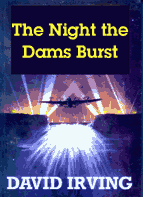 The Night the
Dams Burst
DAVID IRVING